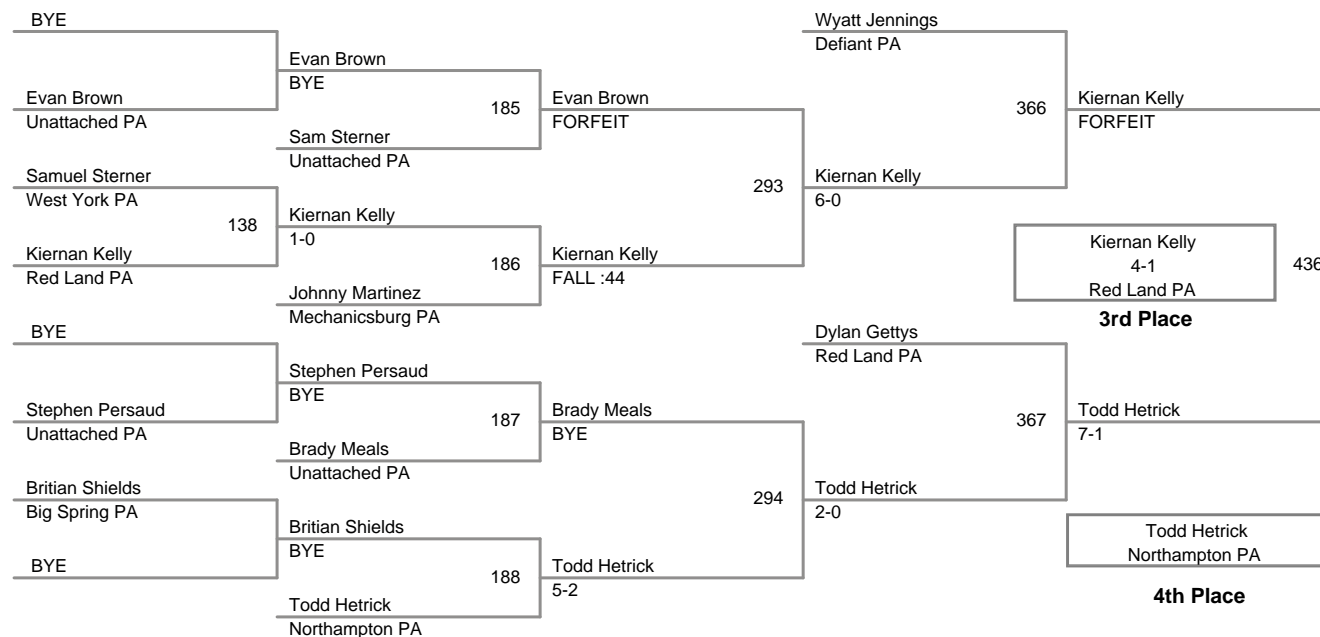 BYE
Evan Brown
Unattached PA
Samuel Sterner
West York PA
138
Kiernan Kelly
Red Land PA
BYE
Stephen Persaud
Unattached PA
Britian Shields
Big Spring PA
BYE
Evan Brown
BYE
185
Sam Sterner
Unattached PA
Kiernan Kelly
1-0
186
Johnny Martinez
Mechanicsburg PA
Stephen Persaud
BYE
187
Brady Meals
Unattached PA
Britian Shields
BYE
188
Todd Hetrick
Northampton PA
Evan Brown
FORFEIT
293
Kiernan Kelly
FALL :44
Brady Meals
BYE
294
Todd Hetrick
5-2
Wyatt Jennings
Defiant PA
366
Kiernan Kelly
6-0
Dylan Gettys
Red Land PA
367
Todd Hetrick
2-0
Kiernan Kelly
FORFEIT
Kiernan Kelly
4-1
Red Land PA
436
3rd Place
Todd Hetrick
7-1
Todd Hetrick
Northampton PA
4th Place